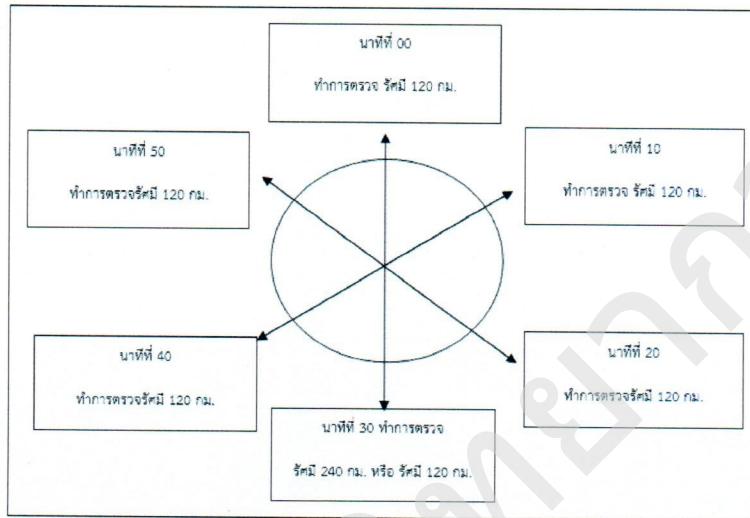 นาทีที่ 00
ทำการตรวจ รัศมี 120 กม.
นาทีที่ 50
ทำการตรวจรัศมี 120 กม.
นาทีที่ 10
ทำการตรวจ รัศมี 120 กม.
นาทีที่ 40
ทำการตรวจรัศมี 120 กม.
นาทีที่ 20
ทำการตรวจรัศมี 120 กม.
นาทีที่ 30 ทำการตรวจ
รัศมี 240 กม. หรือ รัศมี 120 กม.